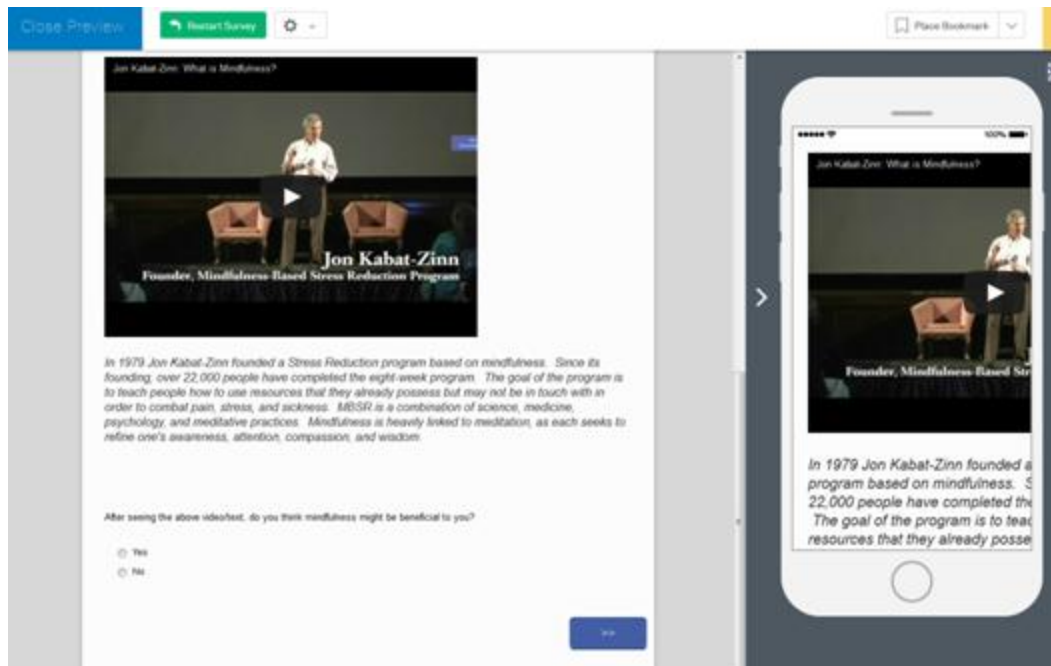 Close Preview
Restart Survey
Place Bookmark
Jon Kabat-Zinn: What is Mindfulness?
Jon Kabat-Zinn
Founder, Mindfulness-Based Stress Reduction Program
In 1979 Jon Kabat-Zinn founded a Stress Reduction program based on mindfulness. Since its
founding, over 22,000 people have completed the eight-week program. The goal of the program is
to teach people how to use resources that they already possess but may not be in touch with in
order to combat pain, stress, and sickness. MBSR is a combination of science, medicine,
psychology, and meditative practices. Mindfulness is heavily linked to meditation, as each seeks to
refine one's awareness, attention, compassion, and wisdom.
After seeing the above video/text, do you think mindfulness might be beneficial to you?
Yes
No
>>
100%
Jon Kabat-Zinn: What is Mindfulness?
Founder, Mindfulness-Based Str
In 1979 Jon Kabat-Zinn founded a
program based on mindfulness. S
22,000 people have completed the
The goal of the program is to teac
resources that they already posse